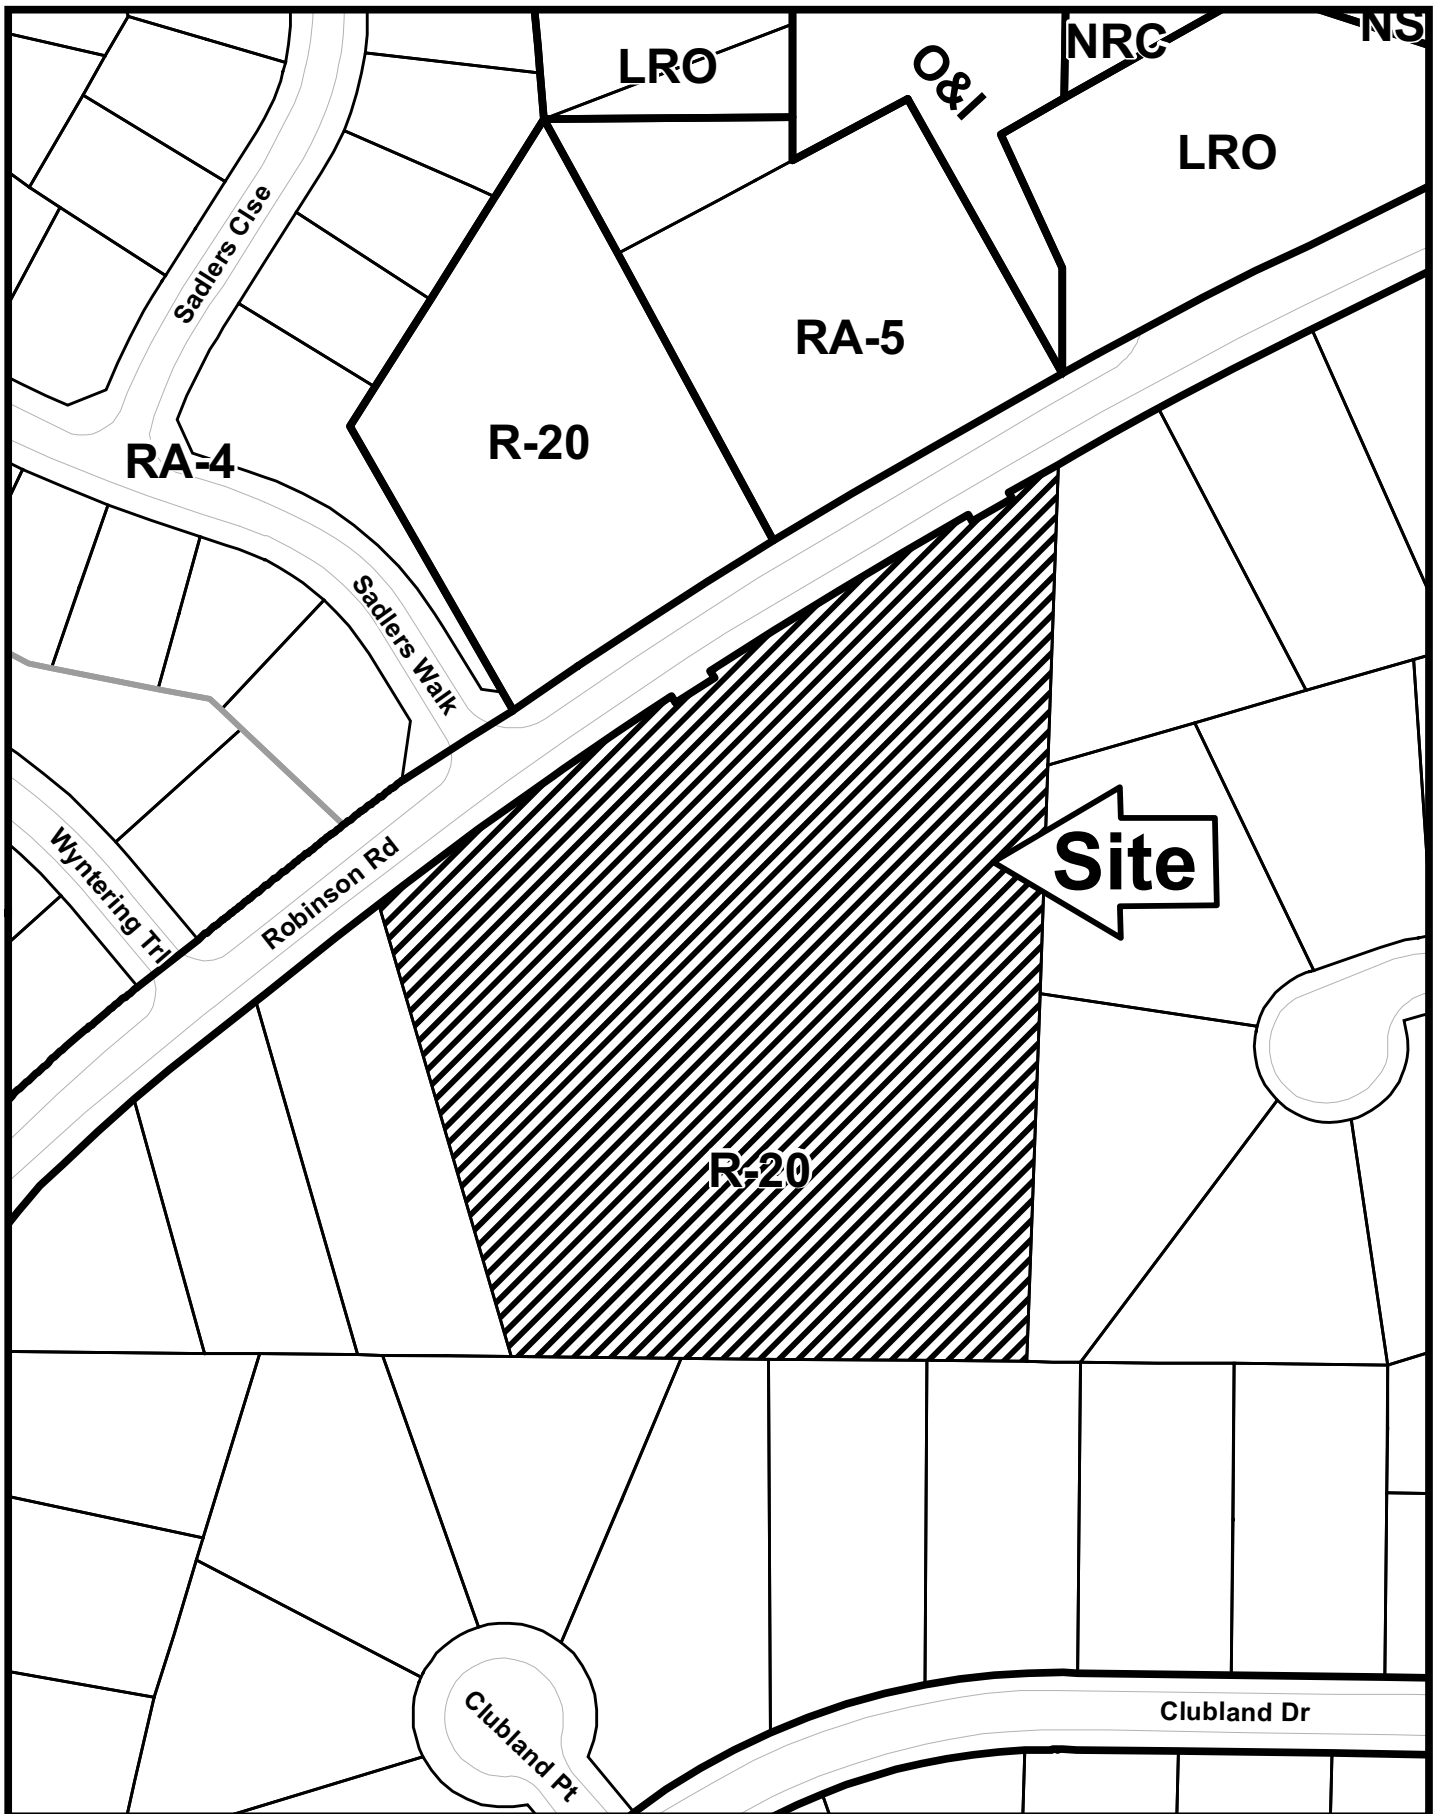 LRO
O&I
NRC
NS
LRO
Sadlers Clse
RA-5
R-20
RA-4
Sadlers Walk
Site
Wyntering Trl
Robinson Rd
R-20
Clubland Pt
Clubland Dr